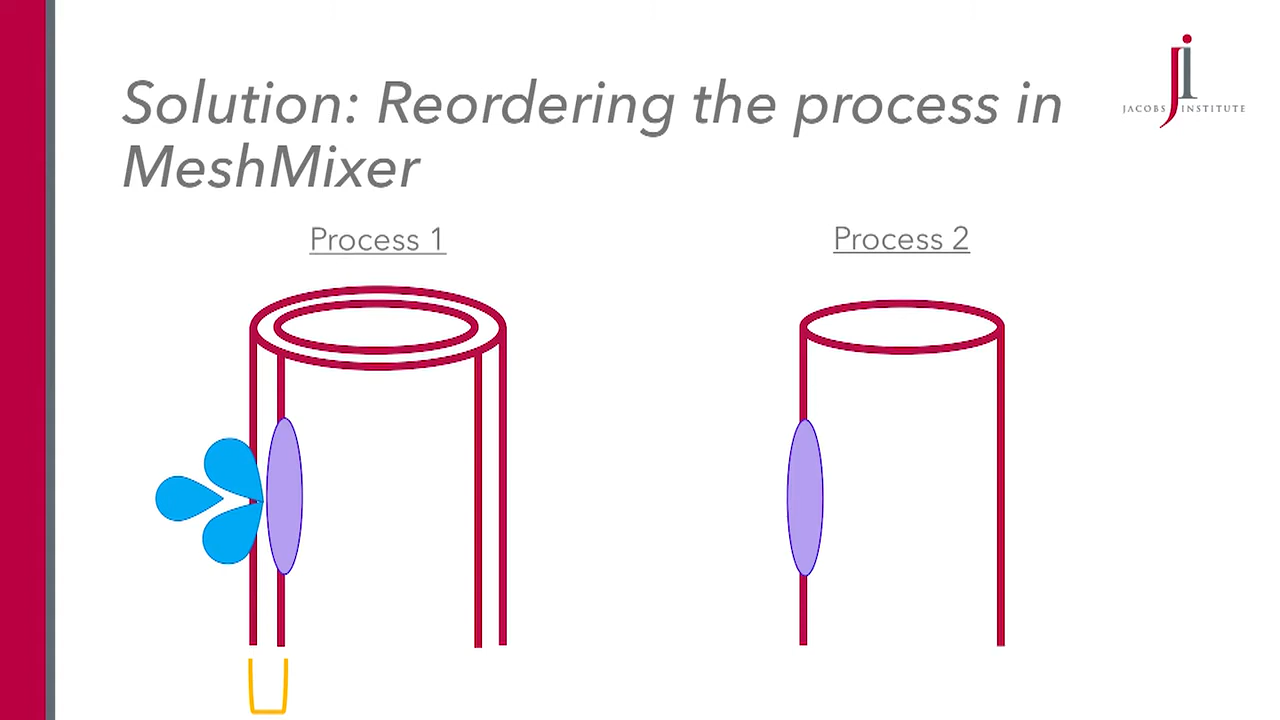 Solution: Reordering the process in
MeshMixer
JACOBS INSTITUTE
Process 1
Process 2